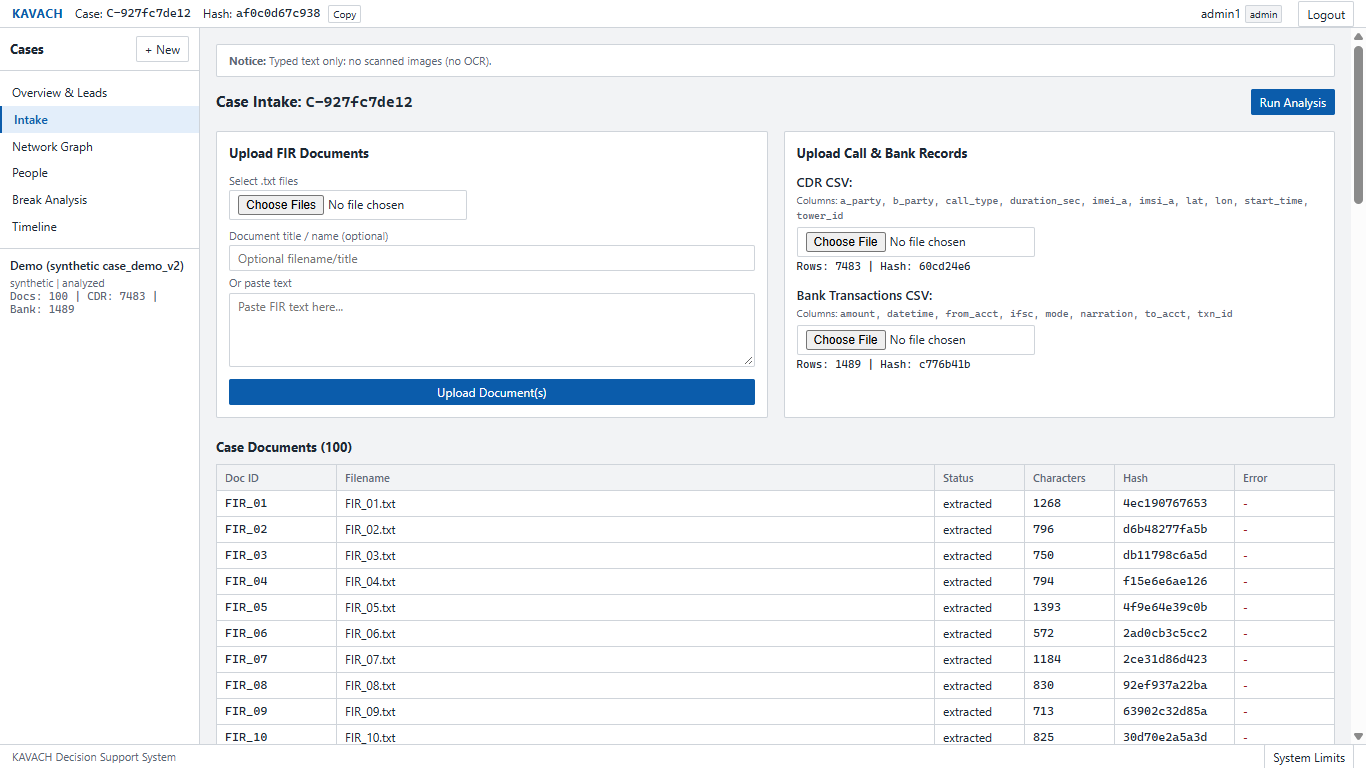 KAVACH Case: C-927fc7de12 Hash: af0c0d67c938 Copy admin1 admin Logout
Cases + New
Overview & Leads
Intake
Network Graph
People
Break Analysis
Timeline
Demo (synthetic case_demo_v2)
synthetic | analyzed
Docs: 100 | CDR: 7483 |
Bank: 1489
Notice: Typed text only: no scanned images (no OCR).
Case Intake: C-927fc7de12 Run Analysis
Upload FIR Documents
Select .txt files
Choose Files No file chosen
Document title / name (optional)
Optional filename/title
Or paste text
Paste FIR text here...
Upload Document(s)
Upload Call & Bank Records
CDR CSV:
Columns: a_party, b_party, call_type, duration_sec, imei_a, imsi_a, lat, lon, start_time,
tower_id
Choose File No file chosen
Rows: 7483 | Hash: 60cd24e6
Bank Transactions CSV:
Columns: amount, datetime, from_acct, ifsc, mode, narration, to_acct, txn_id
Choose File No file chosen
Rows: 1489 | Hash: c776b41b
Case Documents (100)
Doc ID Filename Status Characters Hash Error
FIR_01 FIR_01.txt extracted 1268 4ec190767653 -
FIR_02 FIR_02.txt extracted 796 d6b48277fa5b -
FIR_03 FIR_03.txt extracted 750 db11798c6a5d -
FIR_04 FIR_04.txt extracted 794 f15e6e6ae126 -
FIR_05 FIR_05.txt extracted 1393 4f9e64e39c0b -
FIR_06 FIR_06.txt extracted 572 2ad0cb3c5cc2 -
FIR_07 FIR_07.txt extracted 1184 2ce31d86d423 -
FIR_08 FIR_08.txt extracted 830 92ef937a22ba -
FIR_09 FIR_09.txt extracted 713 63902c32d85a -
FIR_10 FIR_10.txt extracted 825 30d70e2a5a3d -
KAVACH Decision Support System System Limits